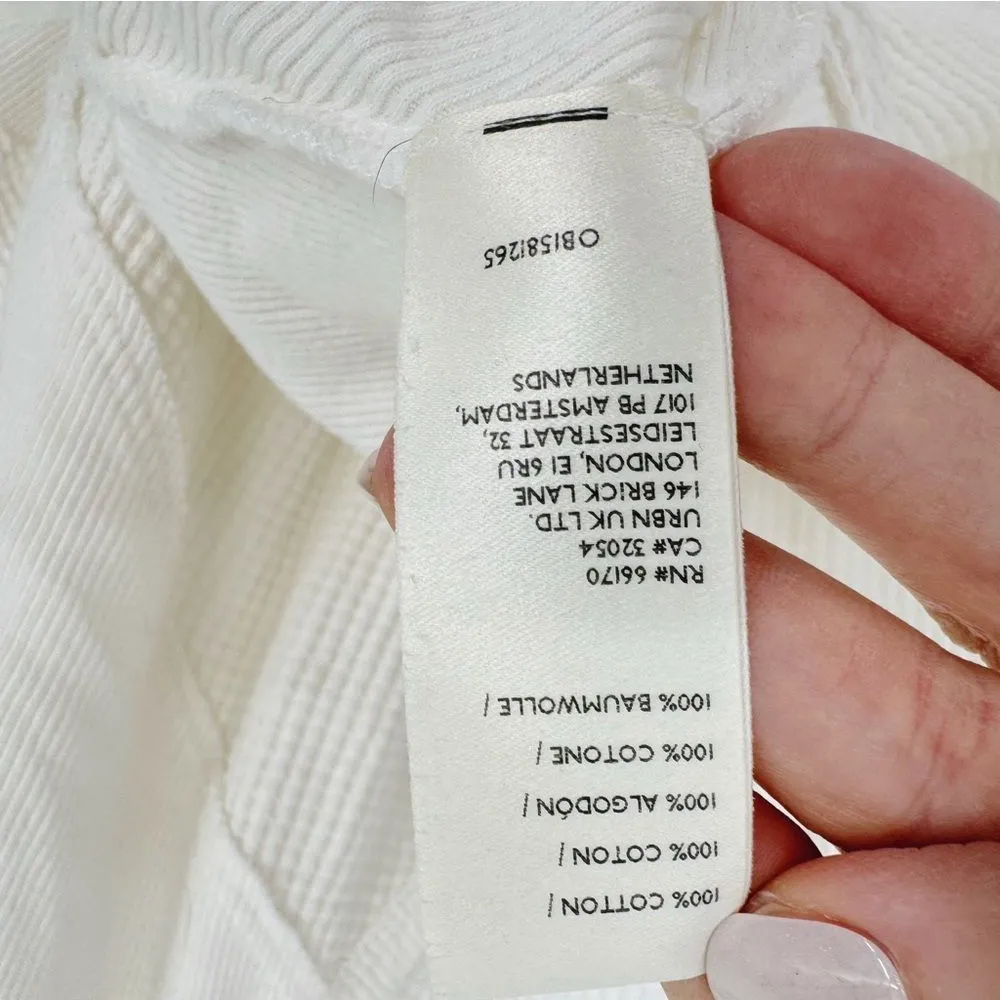 100% COTTON /
100% COTON /
100% ALGODÓN /
100% COTONE /
100% BAUMWOLLE /
RN# 66170
CA# 32054
URBN UK LTD.
146 BRICK LANE
LONDON, E1 6RU
LEIDSESTRAAT 32,
1017 PB AMSTERDAM,
NETHERLANDS
OB1581265